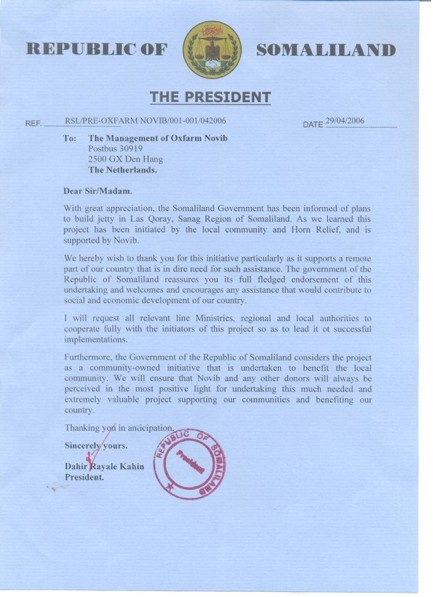 REPUBLIC OF SOMALILAND
THE PRESIDENT
REF. RSL/PRE-OXFARM NOVIB/001-001/042006 DATE 29/04/2006
To: The Management of Oxfarm Novib
Postbus 30919
2500 GX Den Hang
The Netherlands.
Dear Sir/Madam.
With great appreciation, the Somaliland Government has been informed of plans
to build jetty in Las Qoray, Sanag Region of Somaliland. As we learned this
project has been initiated by the local community and Horn Relief, and is
supported by Novib.
We hereby wish to thank you for this initiative particularly as it supports a remote
part of our country that is in dire need for such assistance. The government of the
Republic of Somaliland reassures you its full fledged endorsement of this
undertaking and welcomes and encourages any assistance that would contribute to
social and economic development of our country.
I will request all relevant line Ministries, regional and local authorities to
cooperate fully with the initiators of this project so as to lead it ot successful
implementations.
Furthermore, the Government of the Republic of Somaliland considers the project
as a community-owned initiative that is undertaken to benefit the local
community. We will ensure that Novib and any other donors will always be
perceived in the most positive light for undertaking this much needed and
extremely valuable project supporting our communities and benefiting our
country.
Thanking you in anicipation.
Sincerely yours.
Dahir Rayale Kahin
President.
REPUBLIC OF SOMALILAND
President